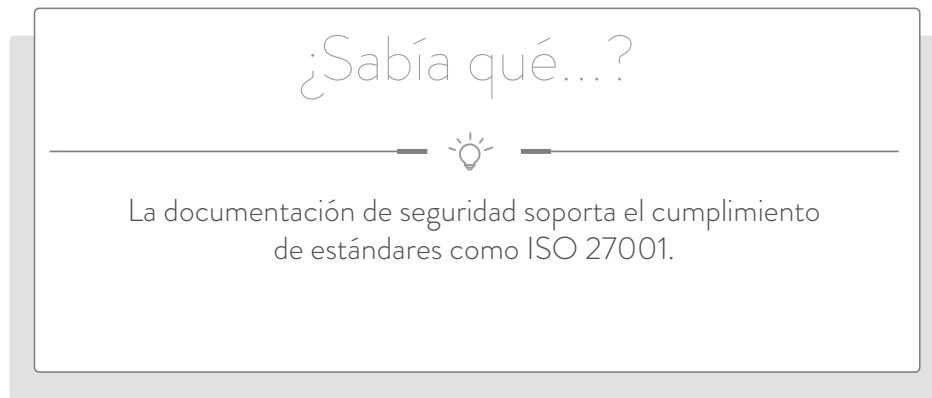 ¿Sabía qué...?
La documentación de seguridad soporta el cumplimiento
de estándares como ISO 27001.